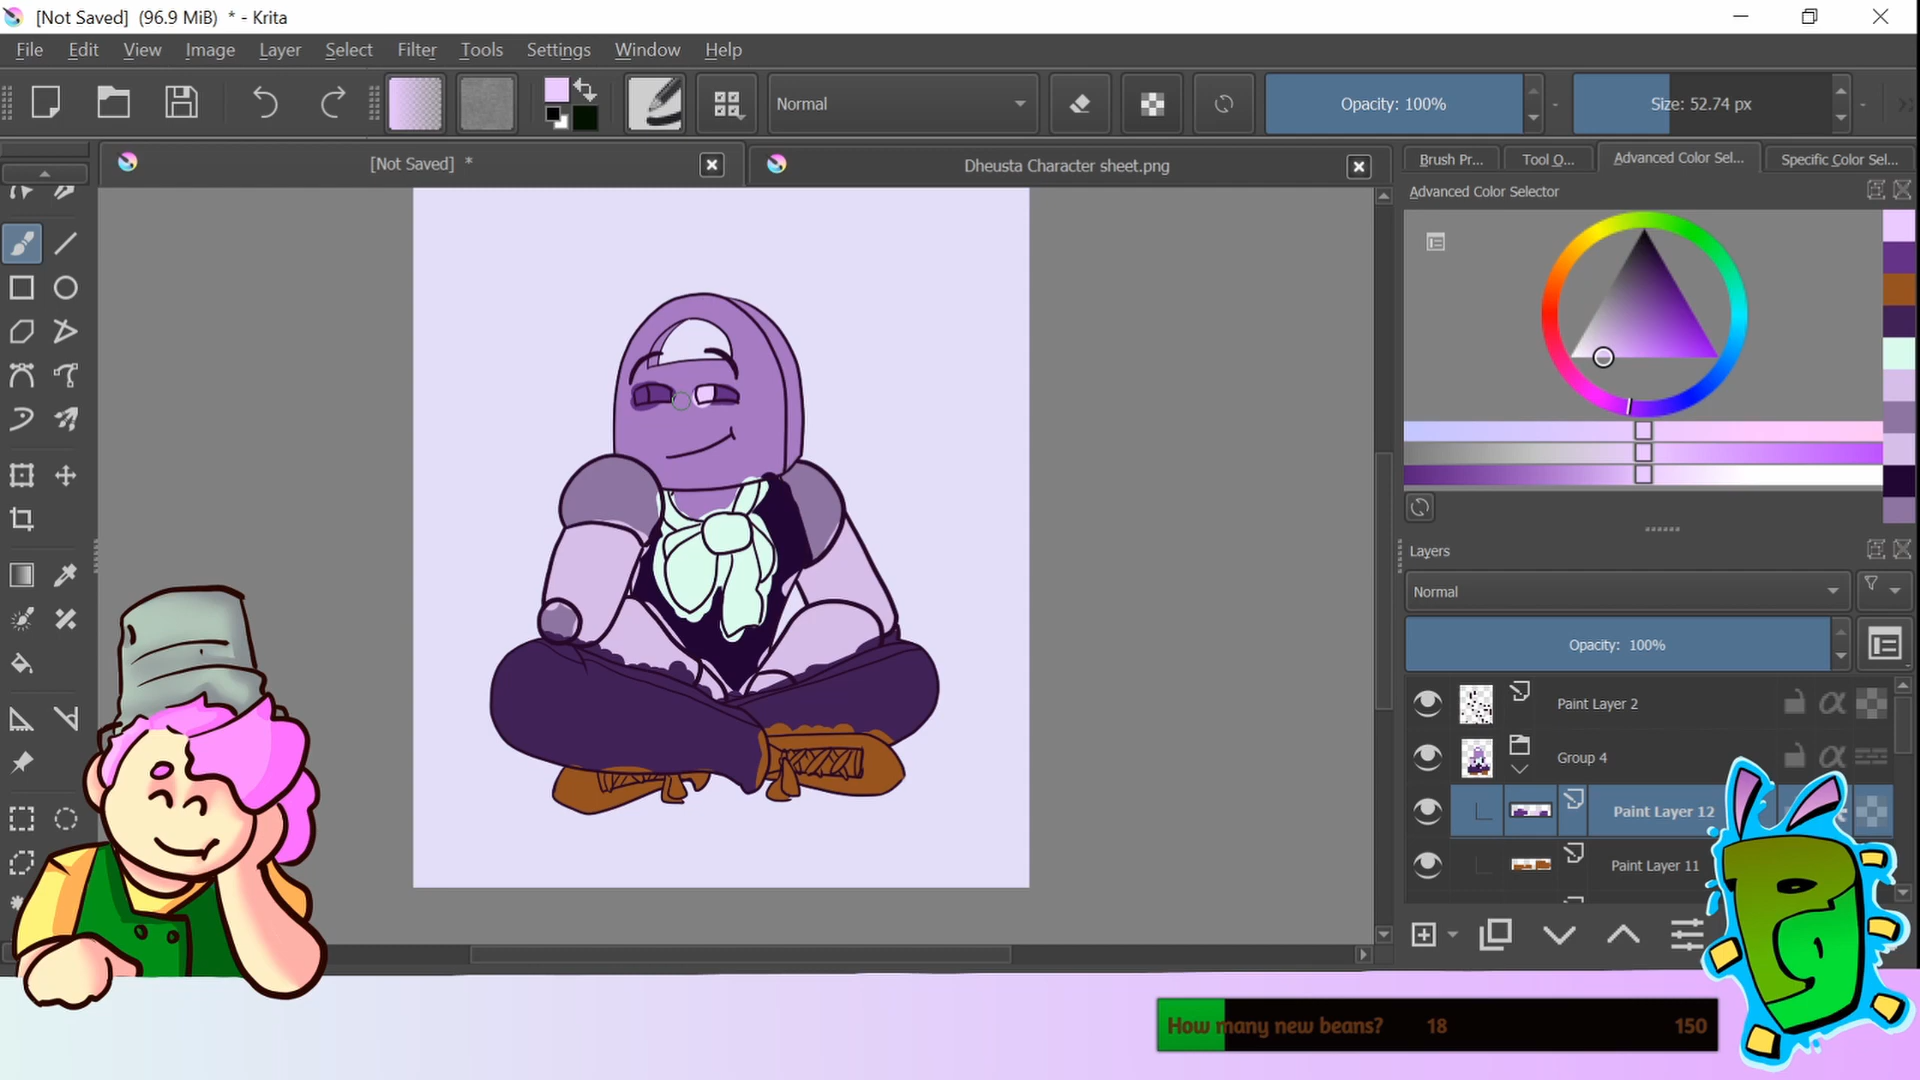 [Not Saved]  (96.9 MiB)  * - Krita
File Edit View Image Layer Select Filter Tools Settings Window Help
Normal Opacity: 100% Size: 52.74 px
[Not Saved]  * Dheusta Character sheet.png
Brush Pr... Tool O... Advanced Color Sel... Specific Color Sel...
Advanced Color Selector
Layers
Normal
Opacity:  100%
Paint Layer 2
Group 4
Paint Layer 12
Paint Layer 11
How many new beans? 18 150